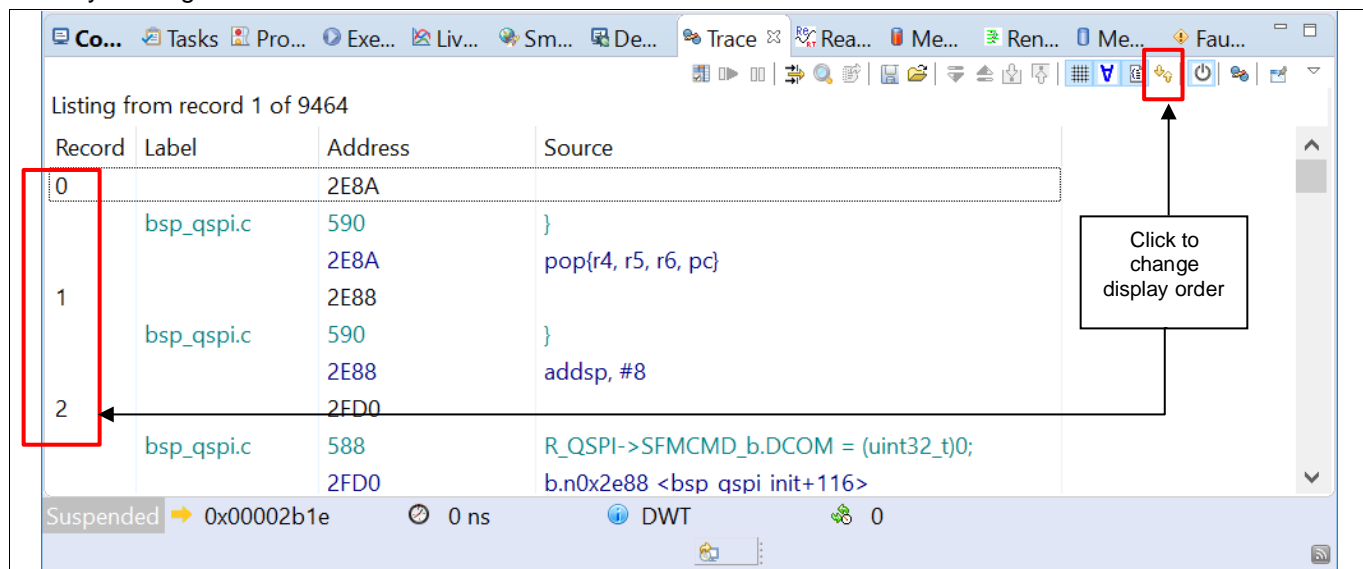 Co... Tasks Pro... Exe... Liv... Sm... De... Trace Rea... Me... Ren... Me... Fau...
Listing from record 1 of 9464
Record Label Address Source
0 2E8A
bsp_qspi.c 590 }
2E8A pop{r4, r5, r6, pc}
1 2E88
bsp_qspi.c 590 }
2E88 addsp, #8
2 2FD0
bsp_qspi.c 588 R_QSPI->SFMCMD_b.DCOM = (uint32_t)0;
2FD0 b.n0x2e88 <bsp_qspi_init+116>
Click to
change
display order
Suspended 0x00002b1e 0 ns DWT 0